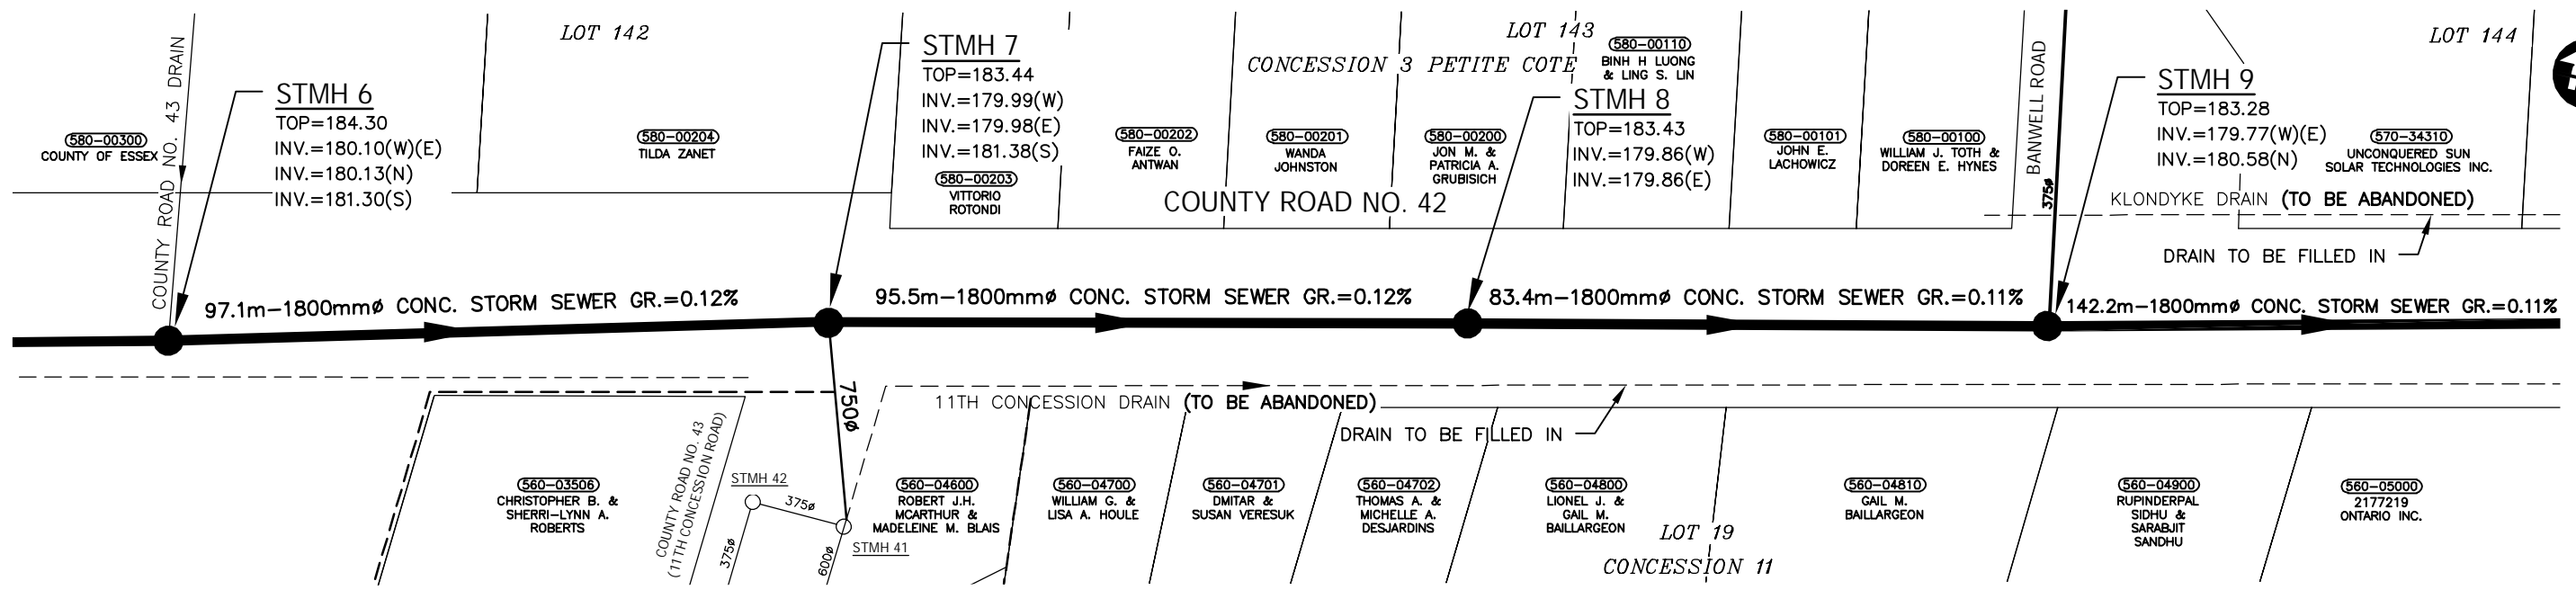 LOT 142
LOT 143
LOT 144
CONCESSION 3 PETITE COTE
COUNTY ROAD NO. 43 DRAIN
STMH 6
TOP=184.30
INV.=180.10(W)(E)
INV.=180.13(N)
INV.=181.30(S)
STMH 7
TOP=183.44
INV.=179.99(W)
INV.=179.98(E)
INV.=181.38(S)
STMH 8
TOP=183.43
INV.=179.86(W)
INV.=179.86(E)
STMH 9
TOP=183.28
INV.=179.77(W)(E)
INV.=180.58(N)
580-00300
COUNTY OF ESSEX
580-00204
TILDA ZANET
580-00203
VITTORIO
ROTONDI
580-00202
FAIZE O.
ANTWAN
580-00201
WANDA
JOHNSTON
580-00200
JON M. &
PATRICIA A.
GRUBISICH
580-00110
BINH H LUONG
& LING S. LIN
580-00101
JOHN E.
LACHOWICZ
580-00100
WILLIAM J. TOTH &
DOREEN E. HYNES
BANWELL ROAD
375ø
570-34310
UNCONQUERED SUN
SOLAR TECHNOLOGIES INC.
COUNTY ROAD NO. 42
KLONDYKE DRAIN (TO BE ABANDONED)
DRAIN TO BE FILLED IN
97.1m-1800mmø CONC. STORM SEWER GR.=0.12%
95.5m-1800mmø CONC. STORM SEWER GR.=0.12%
83.4m-1800mmø CONC. STORM SEWER GR.=0.11%
142.2m-1800mmø CONC. STORM SEWER GR.=0.11%
750ø
11TH CONCESSION DRAIN (TO BE ABANDONED)
DRAIN TO BE FILLED IN
560-03506
CHRISTOPHER B. &
SHERRI-LYNN A.
ROBERTS
COUNTY ROAD NO. 43
(11TH CONCESSION ROAD)
STMH 42
375ø
375ø
600ø
STMH 41
560-04600
ROBERT J.H.
MCARTHUR &
MADELEINE M. BLAIS
560-04700
WILLIAM G. &
LISA A. HOULE
560-04701
DMITAR &
SUSAN VERESUK
560-04702
THOMAS A. &
MICHELLE A.
DESJARDINS
560-04800
LIONEL J. &
GAIL M.
BAILLARGEON
560-04810
GAIL M.
BAILLARGEON
560-04900
RUPINDERPAL
SIDHU &
SARABJIT
SANDHU
560-05000
2177219
ONTARIO INC.
LOT 19
CONCESSION 11